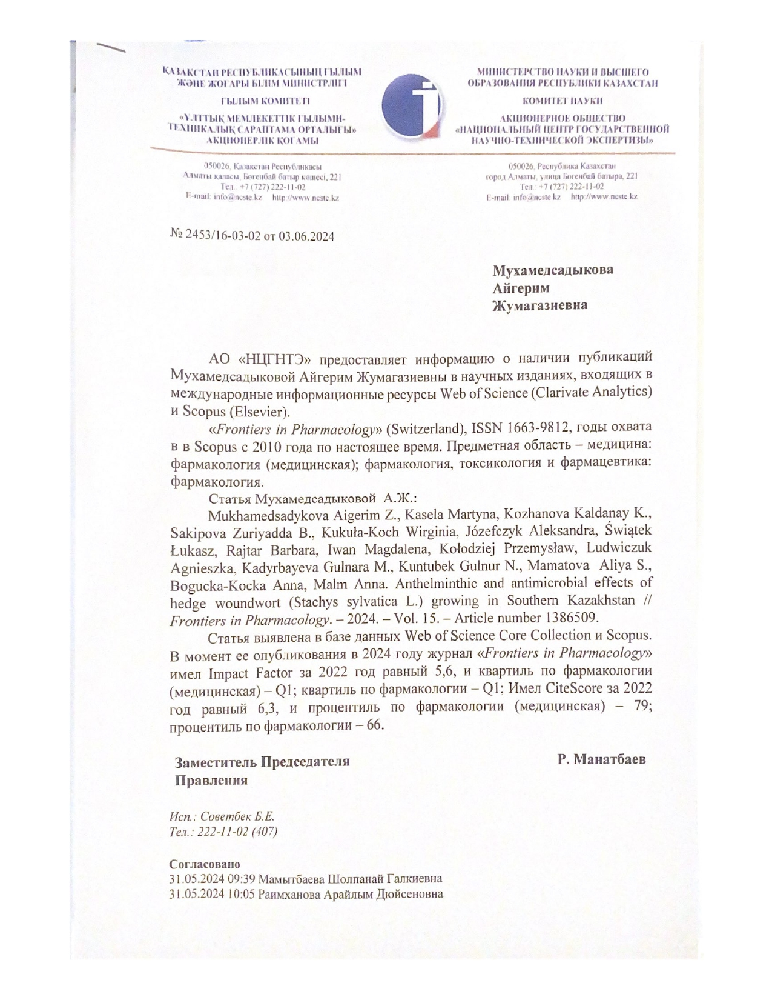 ҚАЗАҚСТАН РЕСПУБЛИКАСЫНЫҢ ҒЫЛЫМ
ЖӘНЕ ЖОҒАРЫ БІЛІМ МИНИСТРЛІГІ
ҒЫЛЫМ КОМИТЕТІ
«ҰЛТТЫҚ МЕМЛЕКЕТТІК ҒЫЛЫМИ-
ТЕХНИКАЛЫҚ САРАПТАМА ОРТАЛЫҒЫ»
АКЦИОНЕРЛІК ҚОҒАМЫ
МИНИСТЕРСТВО НАУКИ И ВЫСШЕГО
ОБРАЗОВАНИЯ РЕСПУБЛИКИ КАЗАХСТАН
КОМИТЕТ НАУКИ
АКЦИОНЕРНОЕ ОБЩЕСТВО
«НАЦИОНАЛЬНЫЙ ЦЕНТР ГОСУДАРСТВЕННОЙ
НАУЧНО-ТЕХНИЧЕСКОЙ ЭКСПЕРТИЗЫ»
050026, Қазақстан Республикасы
Алматы қаласы, Бөгенбай батыр көшесі, 221
Тел.: +7 (727) 222-11-02
E-mail: info@ncste.kz http://www.ncste.kz
050026, Республика Казахстан
город Алматы, улица Богенбай батыра, 221
Тел.: +7 (727) 222-11-02
E-mail: info@ncste.kz http://www.ncste.kz
№ 2453/16-03-02 от 03.06.2024
Мухамедсадыкова
Айгерим
Жумагазиевна
АО «НЦГНТЭ» предоставляет информацию о наличии публикаций
Мухамедсадыковой Айгерим Жумагазиевны в научных изданиях, входящих в
международные информационные ресурсы Web of Science (Clarivate Analytics)
и Scopus (Elsevier).
«Frontiers in Pharmacology» (Switzerland), ISSN 1663-9812, годы охвата
в в Scopus с 2010 года по настоящее время. Предметная область – медицина:
фармакология (медицинская); фармакология, токсикология и фармацевтика:
фармакология.
Статья Мухамедсадыковой А.Ж.:
Mukhamedsadykova Aigerim Z., Kasela Martyna, Kozhanova Kaldanay K.,
Sakipova Zuriyadda B., Kukuła-Koch Wirginia, Józefczyk Aleksandra, Świątek
Łukasz, Rajtar Barbara, Iwan Magdalena, Kołodziej Przemysław, Ludwiczuk
Agnieszka, Kadyrbayeva Gulnara M., Kuntubek Gulnur N., Mamatova Aliya S.,
Bogucka-Kocka Anna, Malm Anna. Anthelminthic and antimicrobial effects of
hedge woundwort (Stachys sylvatica L.) growing in Southern Kazakhstan //
Frontiers in Pharmacology. – 2024. – Vol. 15. – Article number 1386509.
Статья выявлена в базе данных Web of Science Core Collection и Scopus.
В момент ее опубликования в 2024 году журнал «Frontiers in Pharmacology»
имел Impact Factor за 2022 год равный 5,6, и квартиль по фармакологии
(медицинская) – Q1; квартиль по фармакологии – Q1; Имел CiteScore за 2022
год равный 6,3, и процентиль по фармакологии (медицинская) – 79;
процентиль по фармакологии – 66.
Заместитель Председателя
Правления
Р. Манатбаев
Исп.: Советбек Б.Е.
Тел.: 222-11-02 (407)
Согласовано
31.05.2024 09:39 Мамытбаева Шолпанай Галкиевна
31.05.2024 10:05 Раимханова Арайлым Дюйсеновна